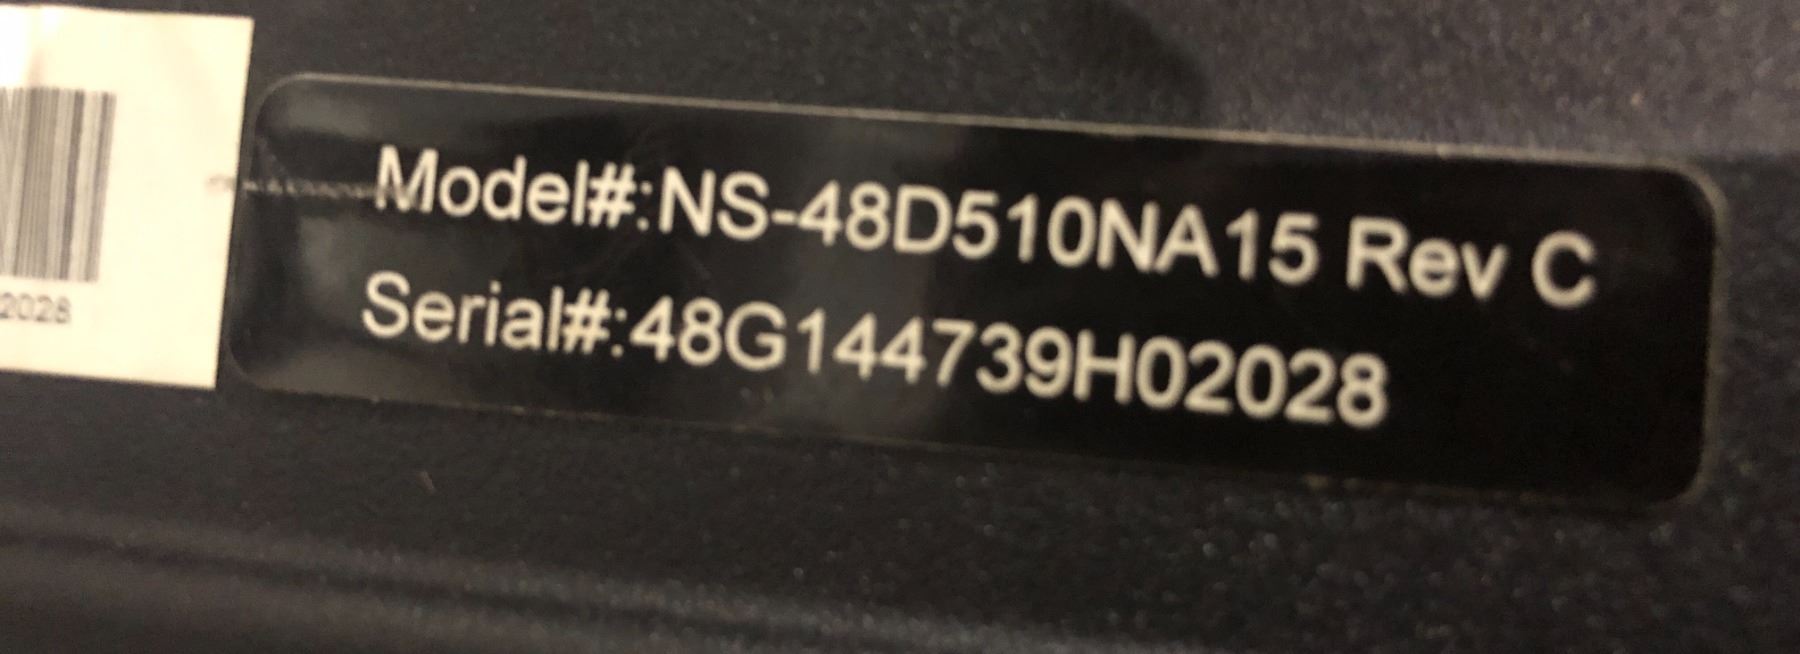 Model#:NS-48D510NA15 Rev C
Serial#:48G144739H02028
2028